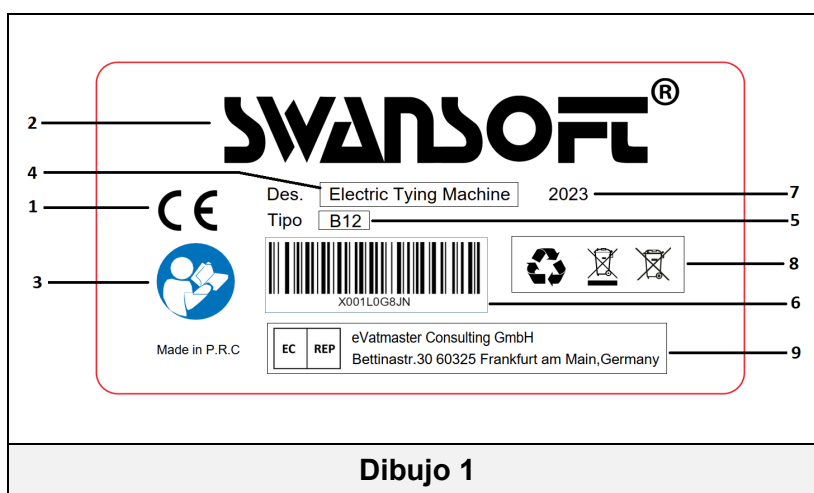 SWANSOFT®
2
4
Des. Electric Tying Machine 2023
7
1
CE
Tipo B12
5
3
8
X001L0G8JN
6
Made in P.R.C
EC REP
eVatmaster Consulting GmbH
Bettinastr.30 60325 Frankfurt am Main,Germany
9
Dibujo 1